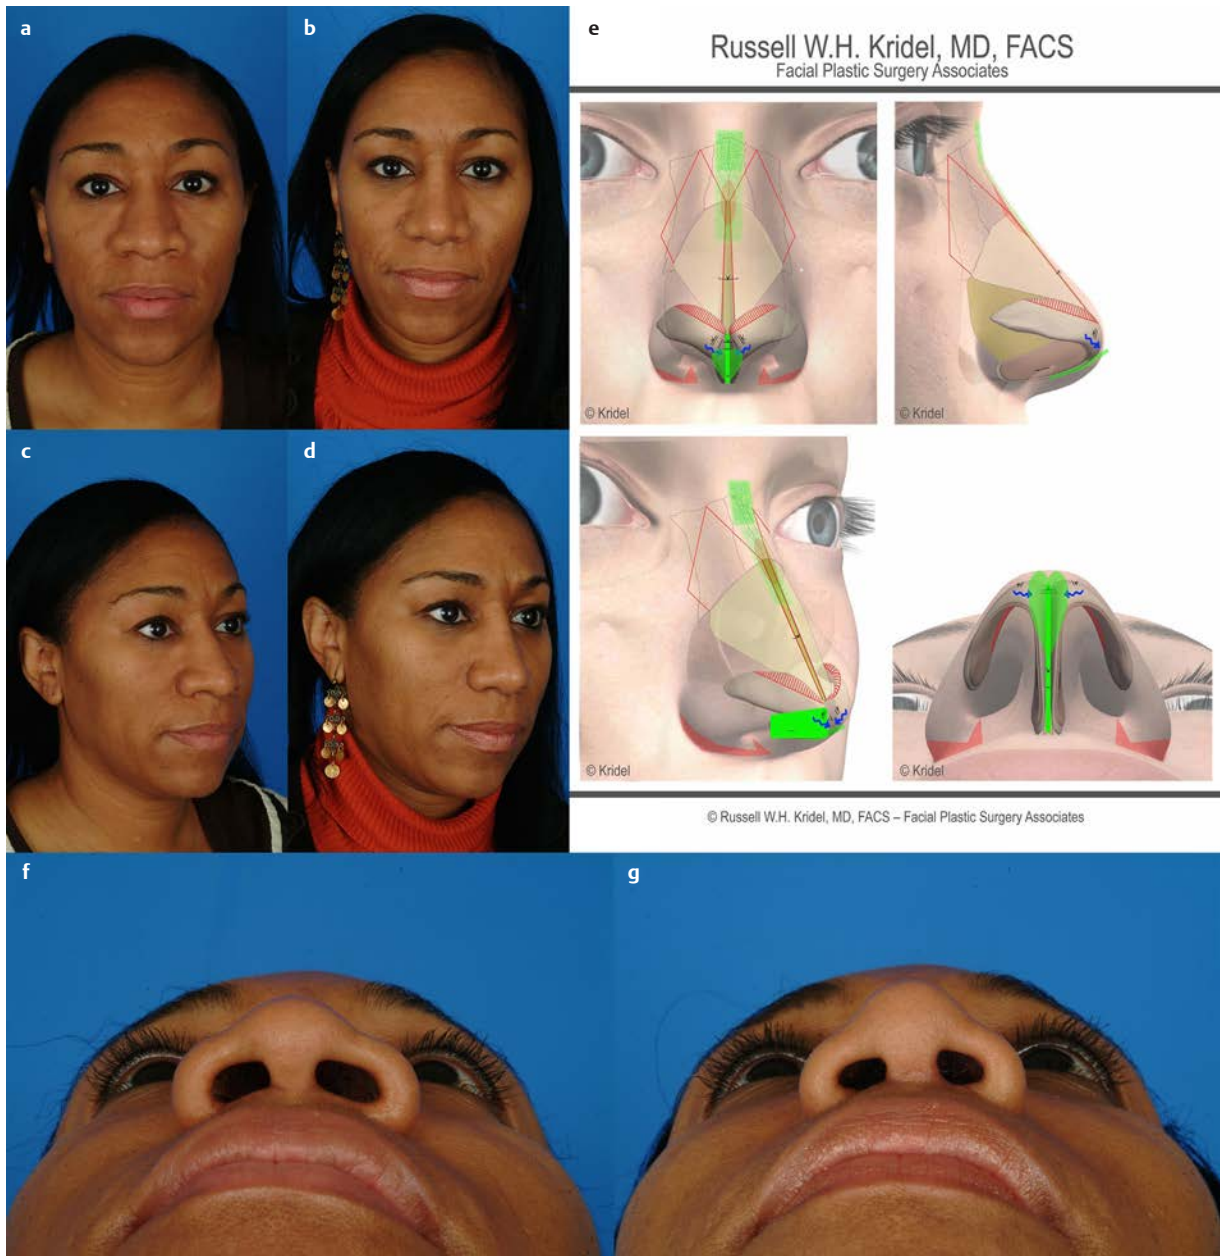 a
b
e
Russell W.H. Kridel, MD, FACS
Facial Plastic Surgery Associates
© Kridel
© Kridel
c
d
© Kridel
© Kridel
© Russell W.H. Kridel, MD, FACS – Facial Plastic Surgery Associates
f
g